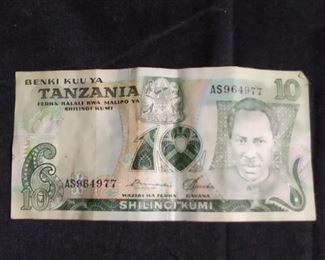 BENKI KUU YA
TANZANIA
FEDHA HALALI KWA MALIPO YA
SHILINGI KUMI
AS964977
10
10
10
AS964977
WAZIRI WA FEDHA GAVANA
SHILINGI KUMI